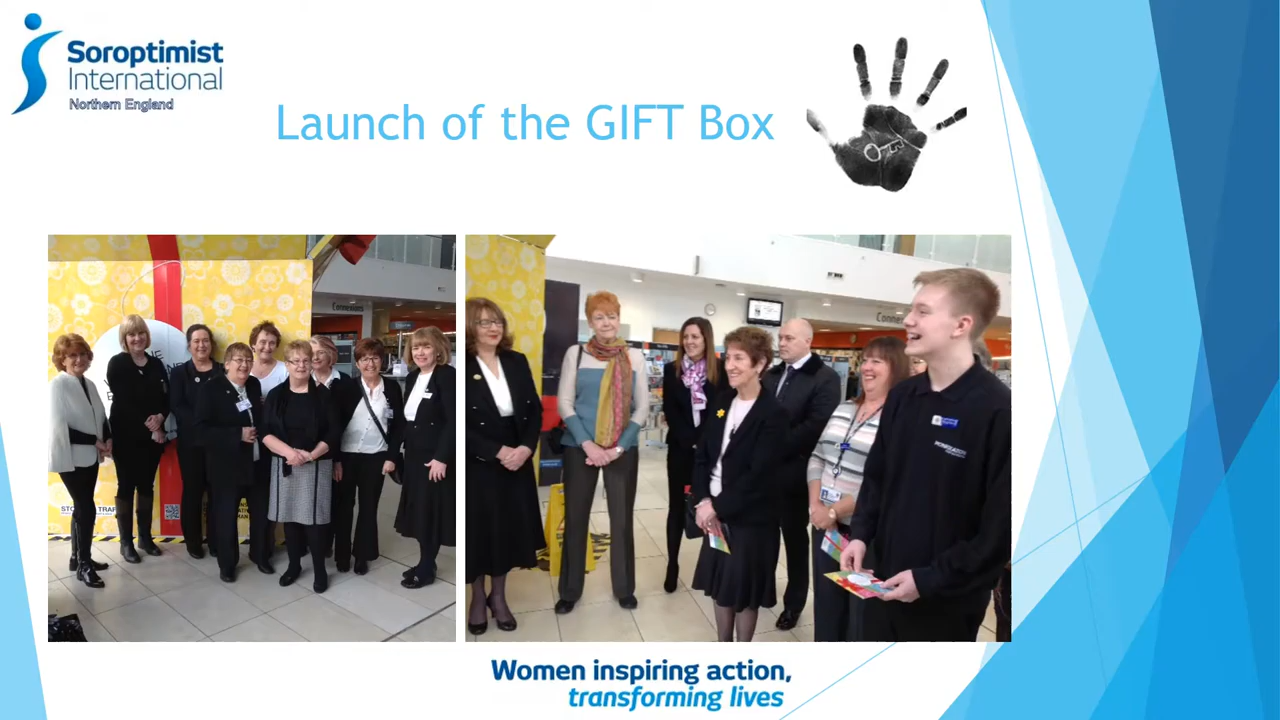 Soroptimist
International
Northern England
Launch of the GIFT Box
Women inspiring action,
transforming lives